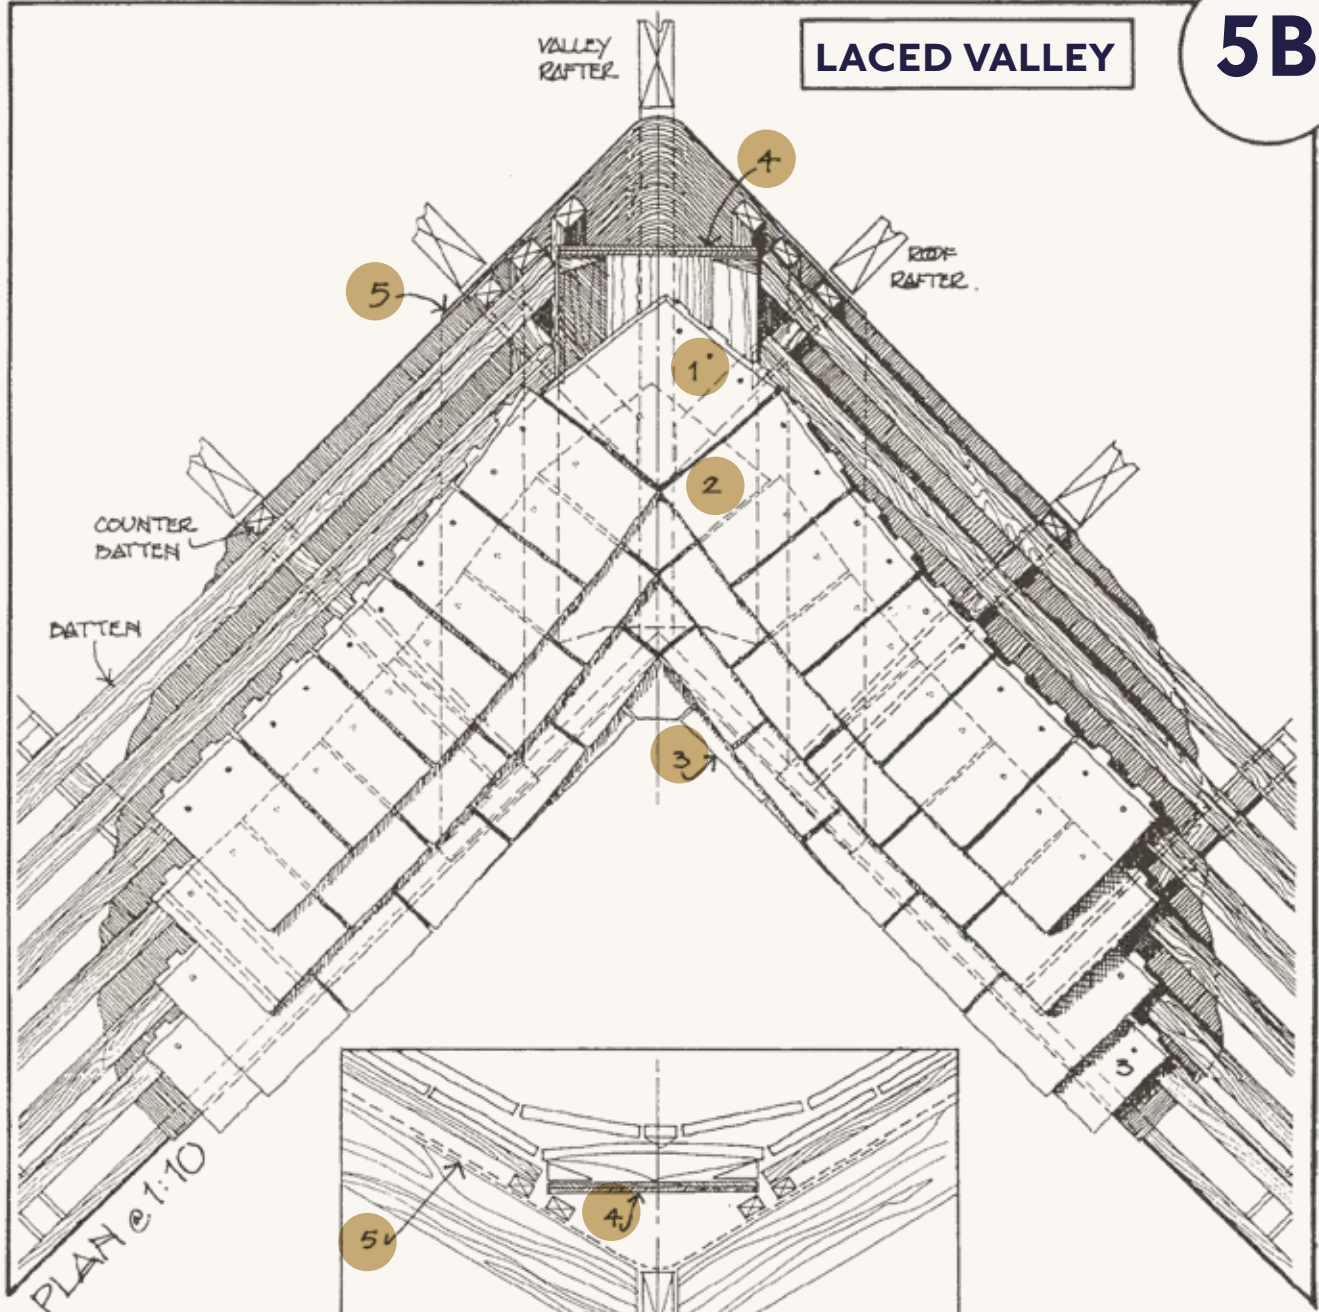 LACED VALLEY
5B
VALLEY
RAFTER
4
ROOF
RAFTER.
5
1
2
COUNTER
BATTEN
BATTEN
3
3
PLAN @ 1:10
5
4